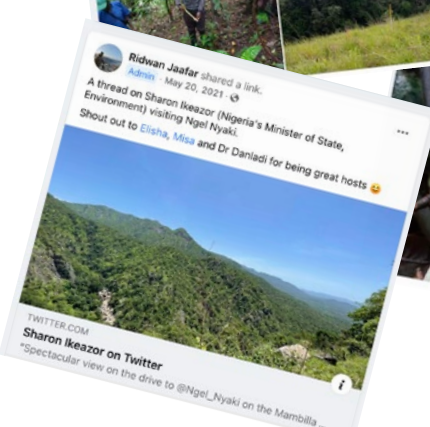 Ridwan Jaafar shared a link.
Admin · May 20, 2021 ·
A thread on Sharon Ikeazor (Nigeria's Minister of State,
Environment) visiting Ngel Nyaki.
Shout out to Elisha, Misa and Dr Danladi for being great hosts 😃
TWITTER.COM
Sharon Ikeazor on Twitter
"Spectacular view on the drive to @Ngel_Nyaki on the Mambilla ...